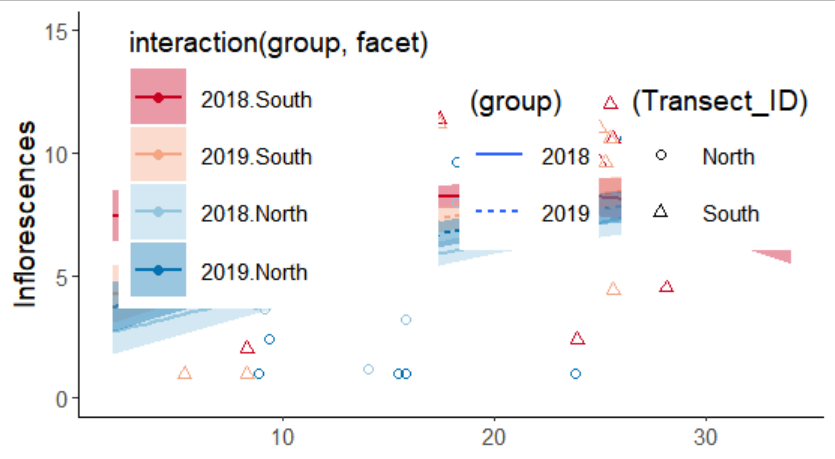 Inflorescences
15
10
5
0
interaction(group, facet)
2018.South
2019.South
2018.North
2019.North
(group)
2018
2019
(Transect_ID)
North
South
10 20 30